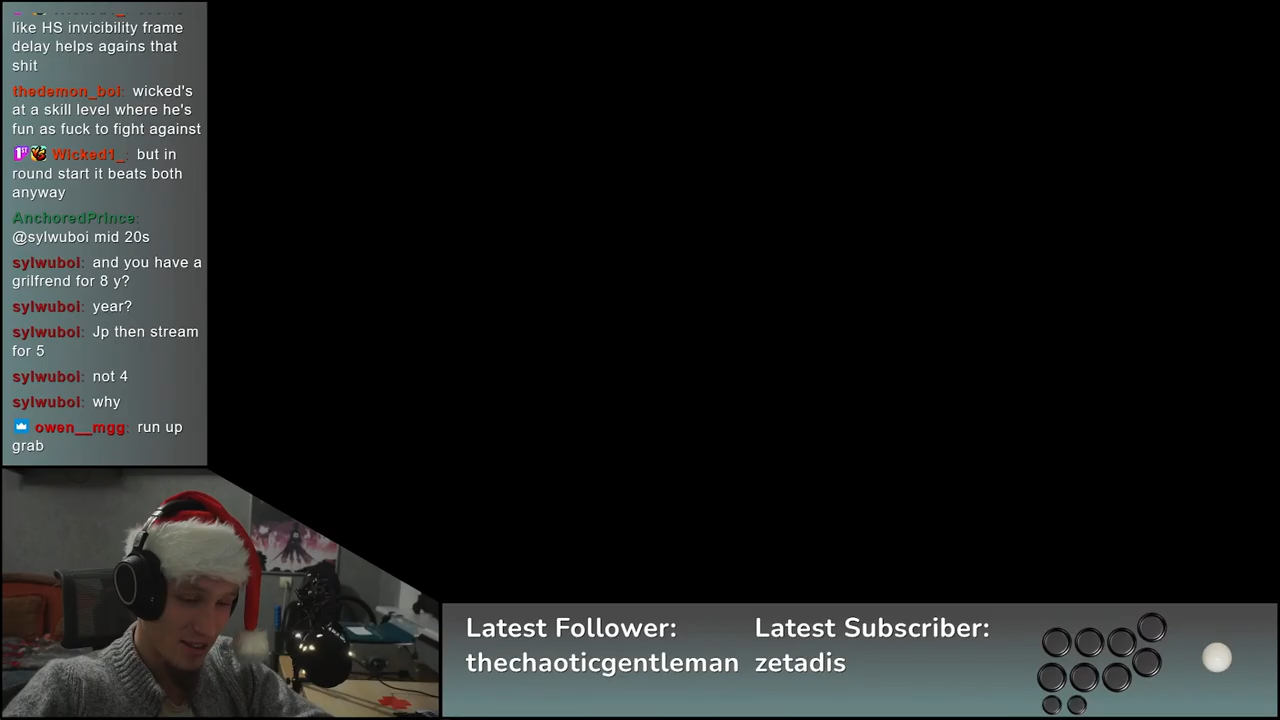 like HS invicibility frame
delay helps agains that
shit
thedemon_boi: wicked's
at a skill level where he's
fun as fuck to fight against
Wicked1_: but in
round start it beats both
anyway
AnchoredPrince:
@sylwuboi mid 20s
sylwuboi: and you have a
grilfrend for 8 y?
sylwuboi: year?
sylwuboi: Jp then stream
for 5
sylwuboi: not 4
sylwuboi: why
owen__mgg: run up
grab
Latest Follower:
thechaoticgentleman
Latest Subscriber:
zetadis